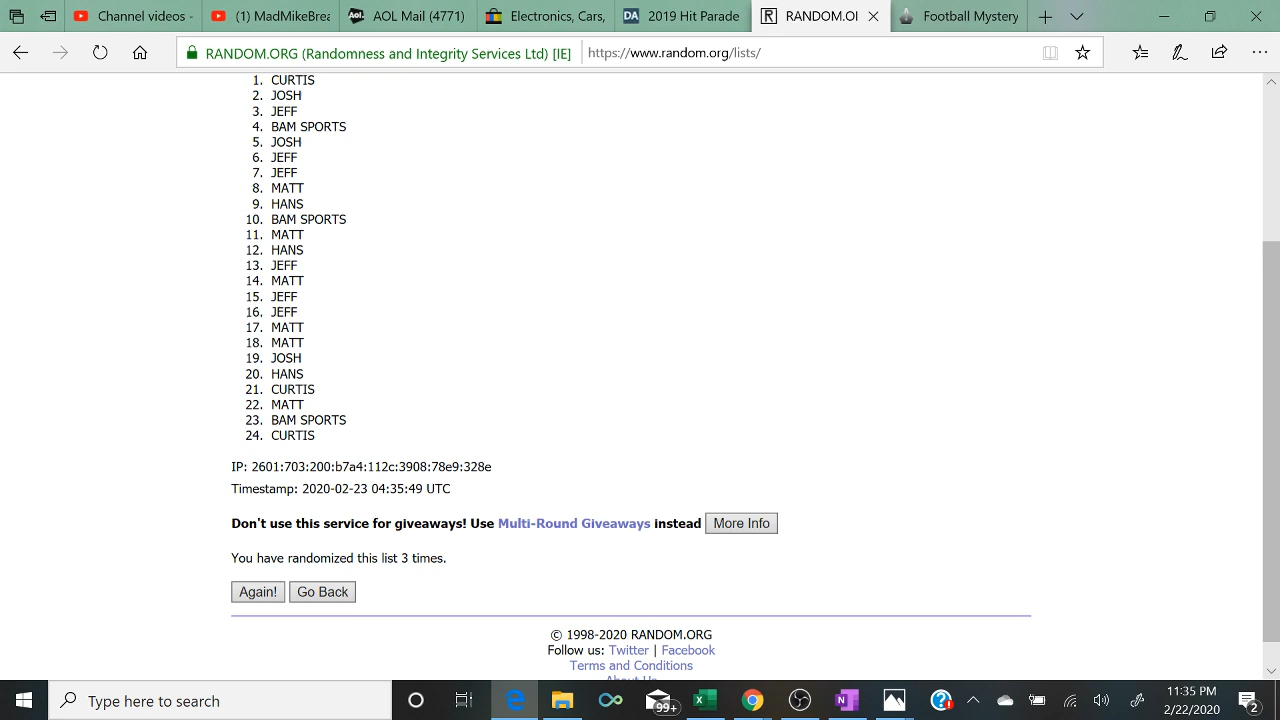 Channel videos -
(1) MadMikeBre
AOL Mail (4771)
Electronics, Cars,
DA 2019 Hit Parade
RANDOM.OI
Football Mystery
RANDOM.ORG (Randomness and Integrity Services Ltd) [IE]
https://www.random.org/lists/
1. CURTIS
2. JOSH
3. JEFF
4. BAM SPORTS
5. JOSH
6. JEFF
7. JEFF
8. MATT
9. HANS
10. BAM SPORTS
11. MATT
12. HANS
13. JEFF
14. MATT
15. JEFF
16. JEFF
17. MATT
18. MATT
19. JOSH
20. HANS
21. CURTIS
22. MATT
23. BAM SPORTS
24. CURTIS
IP: 2601:703:200:b7a4:112c:3908:78e9:328e
Timestamp: 2020-02-23 04:35:49 UTC
Don't use this service for giveaways! Use Multi-Round Giveaways instead More Info
You have randomized this list 3 times.
Again! Go Back
© 1998-2020 RANDOM.ORG
Follow us: Twitter | Facebook
Terms and Conditions
About Us
Type here to search
99+
11:35 PM
2/22/2020
2